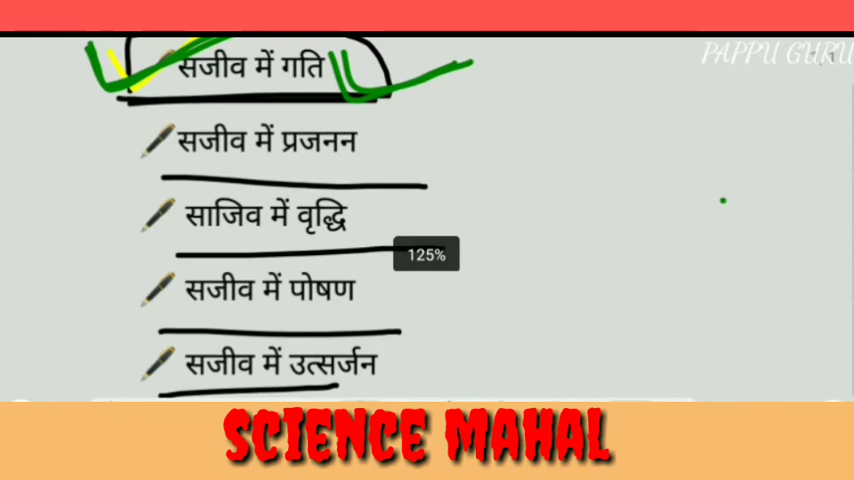 PAPPU GURU
सजीव में गति
सजीव में प्रजनन
साजिव में वृद्धि
125%
सजीव में पोषण
सजीव में उत्सर्जन
SCIENCE MAHAL